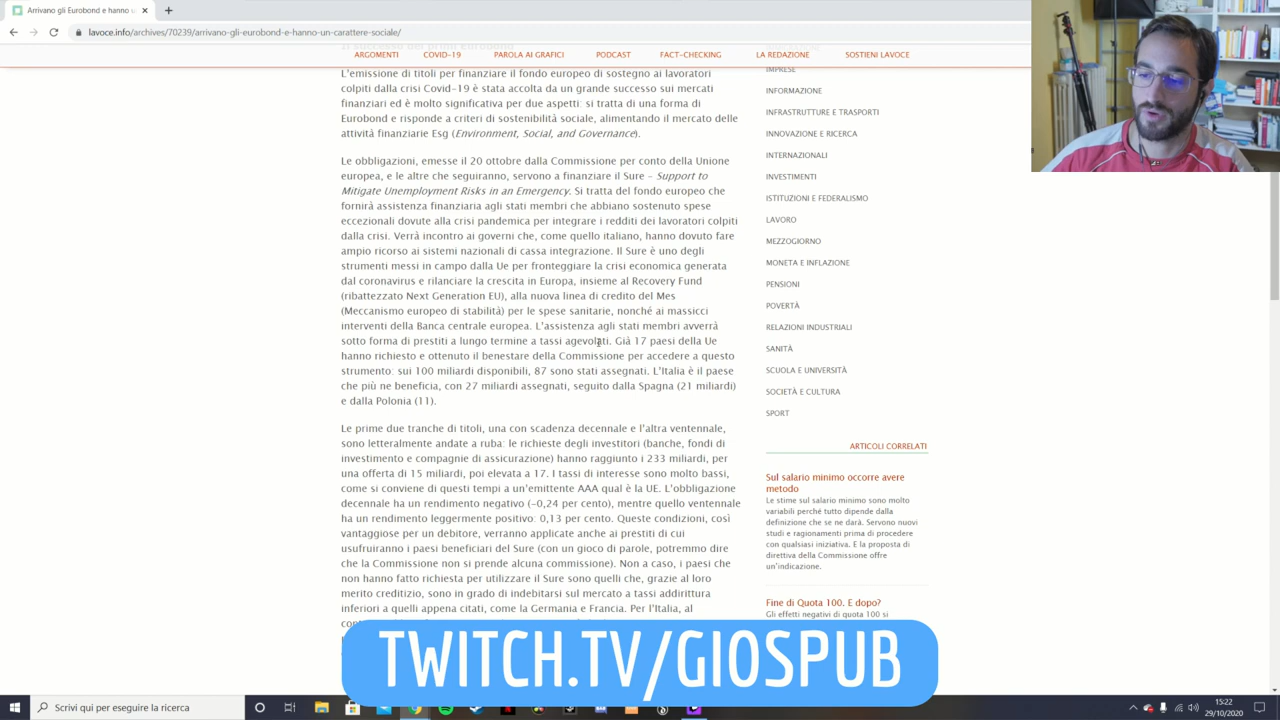 Arrivano gli Eurobond e hanno u
lavoce.info/archives/70239/arrivano-gli-eurobond-e-hanno-un-carattere-sociale/
ARGOMENTI COVID-19 PAROLA AI GRAFICI PODCAST FACT-CHECKING LA REDAZIONE SOSTIENI LAVOCE
L'emissione di titoli per finanziare il fondo europeo di sostegno ai lavoratori
colpiti dalla crisi Covid-19 è stata accolta da un grande successo sui mercati
finanziari ed è molto significativa per due aspetti: si tratta di una forma di
Eurobond e risponde a criteri di sostenibilità sociale, alimentando il mercato delle
attività finanziarie Esg (Environment, Social, and Governance).
Le obbligazioni, emesse il 20 ottobre dalla Commissione per conto della Unione
europea, e le altre che seguiranno, servono a finanziare il Sure – Support to
Mitigate Unemployment Risks in an Emergency. Si tratta del fondo europeo che
fornirà assistenza finanziaria agli stati membri che abbiano sostenuto spese
eccezionali dovute alla crisi pandemica per integrare i redditi dei lavoratori colpiti
dalla crisi. Verrà incontro ai governi che, come quello italiano, hanno dovuto fare
ampio ricorso ai sistemi nazionali di cassa integrazione. Il Sure è uno degli
strumenti messi in campo dalla Ue per fronteggiare la crisi economica generata
dal coronavirus e rilanciare la crescita in Europa, insieme al Recovery Fund
(ribattezzato Next Generation EU), alla nuova linea di credito del Mes
(Meccanismo europeo di stabilità) per le spese sanitarie, nonché ai massicci
interventi della Banca centrale europea. L'assistenza agli stati membri avverrà
sotto forma di prestiti a lungo termine a tassi agevolati. Già 17 paesi della Ue
hanno richiesto e ottenuto il benestare della Commissione per accedere a questo
strumento: sui 100 miliardi disponibili, 87 sono stati assegnati. L'Italia è il paese
che più ne beneficia, con 27 miliardi assegnati, seguito dalla Spagna (21 miliardi)
e dalla Polonia (11).
Le prime due tranche di titoli, una con scadenza decennale e l'altra ventennale,
sono letteralmente andate a ruba: le richieste degli investitori (banche, fondi di
investimento e compagnie di assicurazione) hanno raggiunto i 233 miliardi, per
una offerta di 15 miliardi, poi elevata a 17. I tassi di interesse sono molto bassi,
come si conviene di questi tempi a un'emittente AAA qual è la UE. L'obbligazione
decennale ha un rendimento negativo (-0,24 per cento), mentre quello ventennale
ha un rendimento leggermente positivo: 0,13 per cento. Queste condizioni, così
vantaggiose per un debitore, verranno applicate anche ai prestiti di cui
usufruiranno i paesi beneficiari del Sure (con un gioco di parole, potremmo dire
che la Commissione non si prende alcuna commissione). Non a caso, i paesi che
non hanno fatto richiesta per utilizzare il Sure sono quelli che, grazie al loro
merito creditizio, sono in grado di indebitarsi sul mercato a tassi addirittura
inferiori a quelli appena citati, come la Germania e Francia. Per l'Italia, al
IMPRESE
INFORMAZIONE
INFRASTRUTTURE E TRASPORTI
INNOVAZIONE E RICERCA
INTERNAZIONALI
INVESTIMENTI
ISTITUZIONI E FEDERALISMO
LAVORO
MEZZOGIORNO
MONETA E INFLAZIONE
PENSIONI
POVERTÀ
RELAZIONI INDUSTRIALI
SANITÀ
SCUOLA E UNIVERSITÀ
SOCIETÀ E CULTURA
SPORT
ARTICOLI CORRELATI
Sul salario minimo occorre avere
metodo
Le stime sul salario minimo sono molto
variabili perché tutto dipende dalla
definizione che se ne darà. Servono nuovi
studi e ragionamenti prima di procedere
con qualsiasi iniziativa. E la proposta di
direttiva della Commissione offre
un'indicazione.
Fine di Quota 100. E dopo?
Gli effetti negativi di quota 100 si
TWITCH.TV/GIOSPUB
Scrivi qui per eseguire la ricerca
15:22
29/10/2020